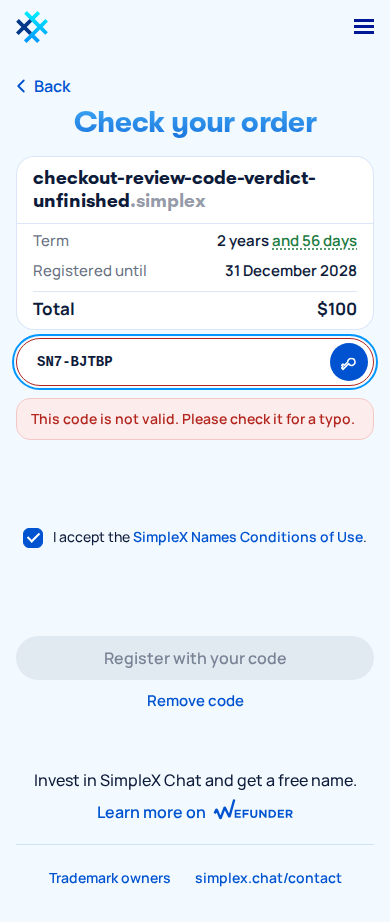 Back
Check your order
checkout-review-code-verdict-
unfinished.simplex
Term 2 years and 56 days
Registered until 31 December 2028
Total $100
SN7-BJTBP
This code is not valid. Please check it for a typo.
I accept the SimpleX Names Conditions of Use.
Register with your code
Remove code
Invest in SimpleX Chat and get a free name.
Learn more on WEFUNDER
Trademark owners simplex.chat/contact